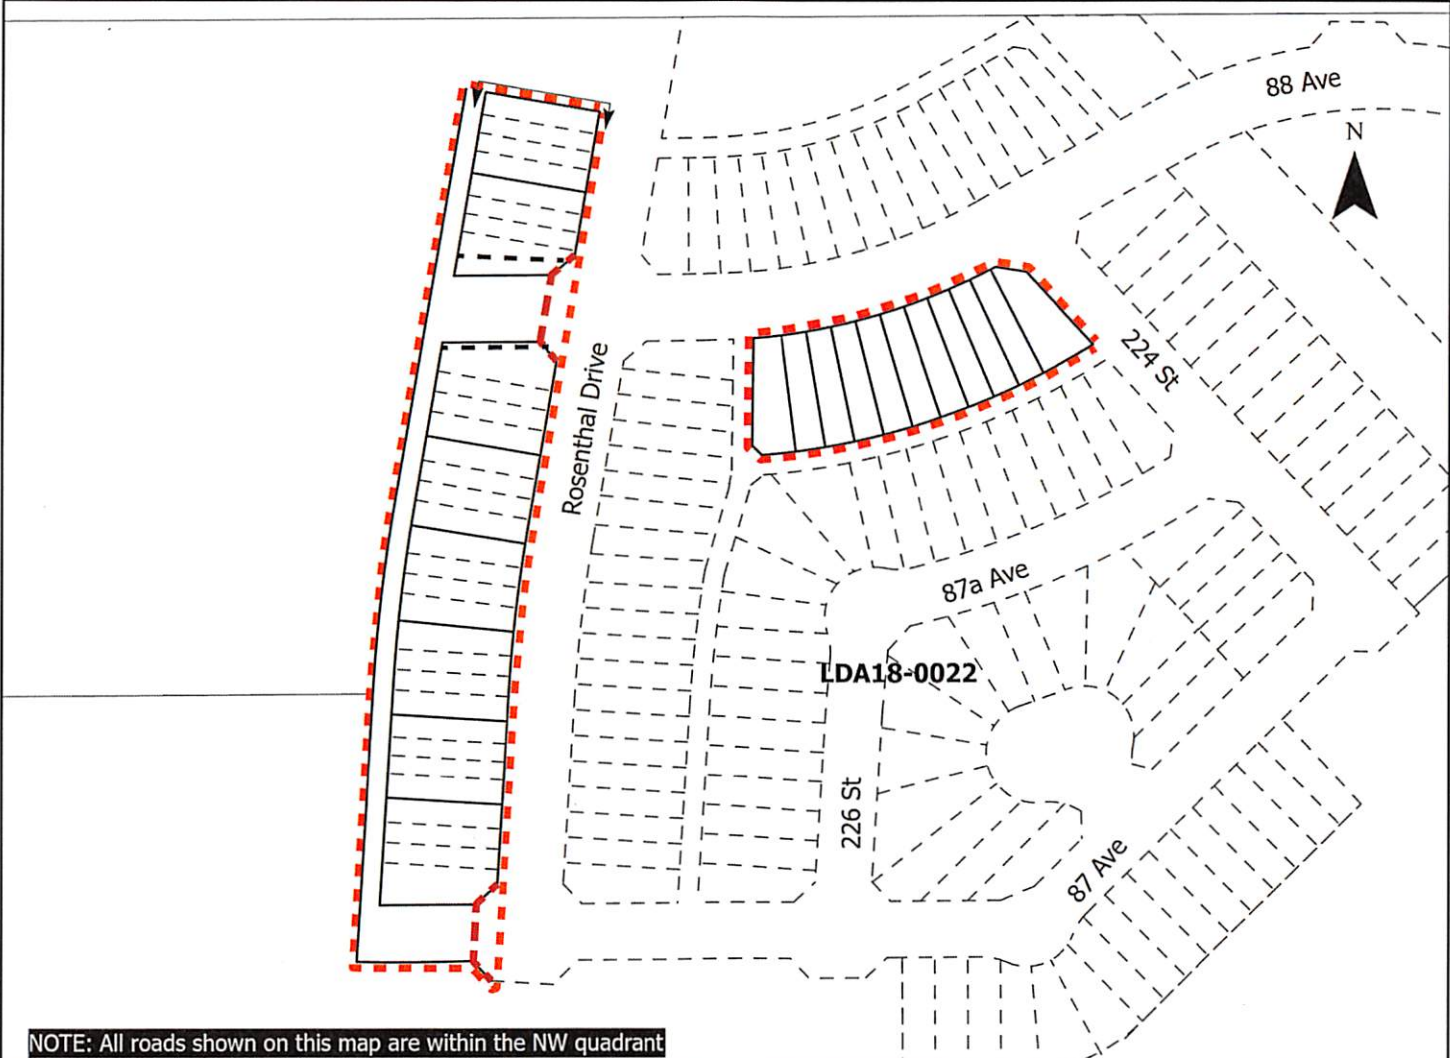 88 Ave
N
224 St
Rosenthal Drive
87a Ave
LDA18-0022
226 St
87 Ave
NOTE: All roads shown on this map are within the NW quadrant